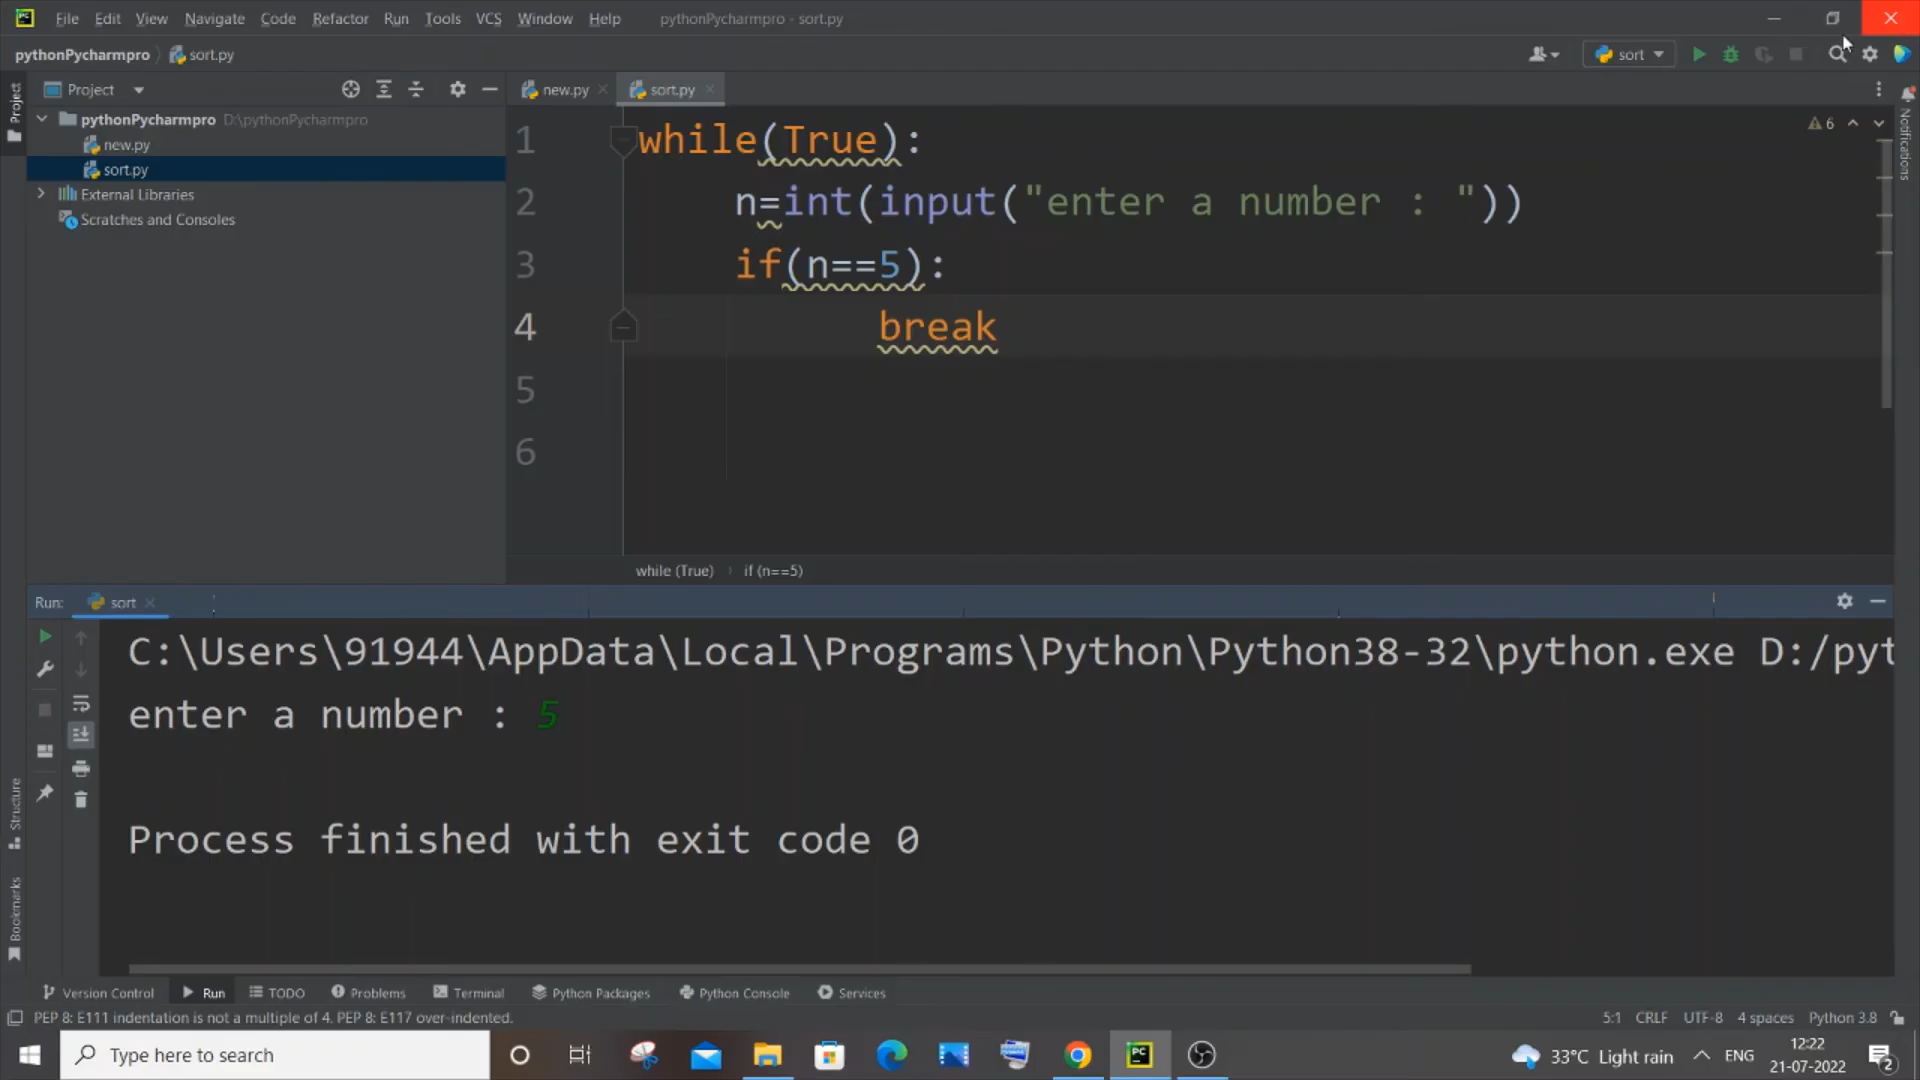 File Edit View Navigate Code Refactor Run Tools VCS Window Help pythonPycharmpro - sort.py
pythonPycharmpro sort.py sort
Project
Project
new.py
sort.py
pythonPycharmpro D:\pythonPycharmpro
new.py
sort.py
External Libraries
Scratches and Consoles
Notifications
6
1 while(True):
2 n=int(input("enter a number : "))
3 if(n==5):
4 break
5
6
while (True) › if (n==5)
Run: sort
C:\Users\91944\AppData\Local\Programs\Python\Python38-32\python.exe D:/pyt
enter a number : 5
Process finished with exit code 0
Structure
Bookmarks
Version Control Run TODO Problems Terminal Python Packages Python Console Services
PEP 8: E111 indentation is not a multiple of 4. PEP 8: E117 over-indented. 5:1 CRLF UTF-8 4 spaces Python 3.8
Type here to search
PC
33°C Light rain ENG
12:22
21-07-2022
2